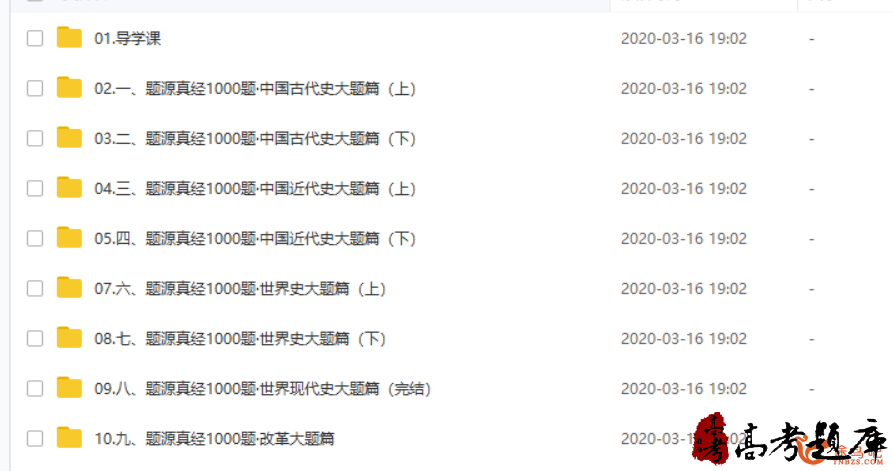 01.导学课 2020-03-16 19:02 -
02.一、题源真经1000题·中国古代史大题篇（上） 2020-03-16 19:02 -
03.二、题源真经1000题·中国古代史大题篇（下） 2020-03-16 19:02 -
04.三、题源真经1000题·中国近代史大题篇（上） 2020-03-16 19:02 -
05.四、题源真经1000题·中国近代史大题篇（下） 2020-03-16 19:02 -
07.六、题源真经1000题·世界史大题篇（上） 2020-03-16 19:02 -
08.七、题源真经1000题·世界史大题篇（下） 2020-03-16 19:02 -
09.八、题源真经1000题·世界现代史大题篇（完结） 2020-03-16 19:02 -
10.九、题源真经1000题·改革大题篇 2020-03-1 :02
高考
高考题库
TNBZS.COM